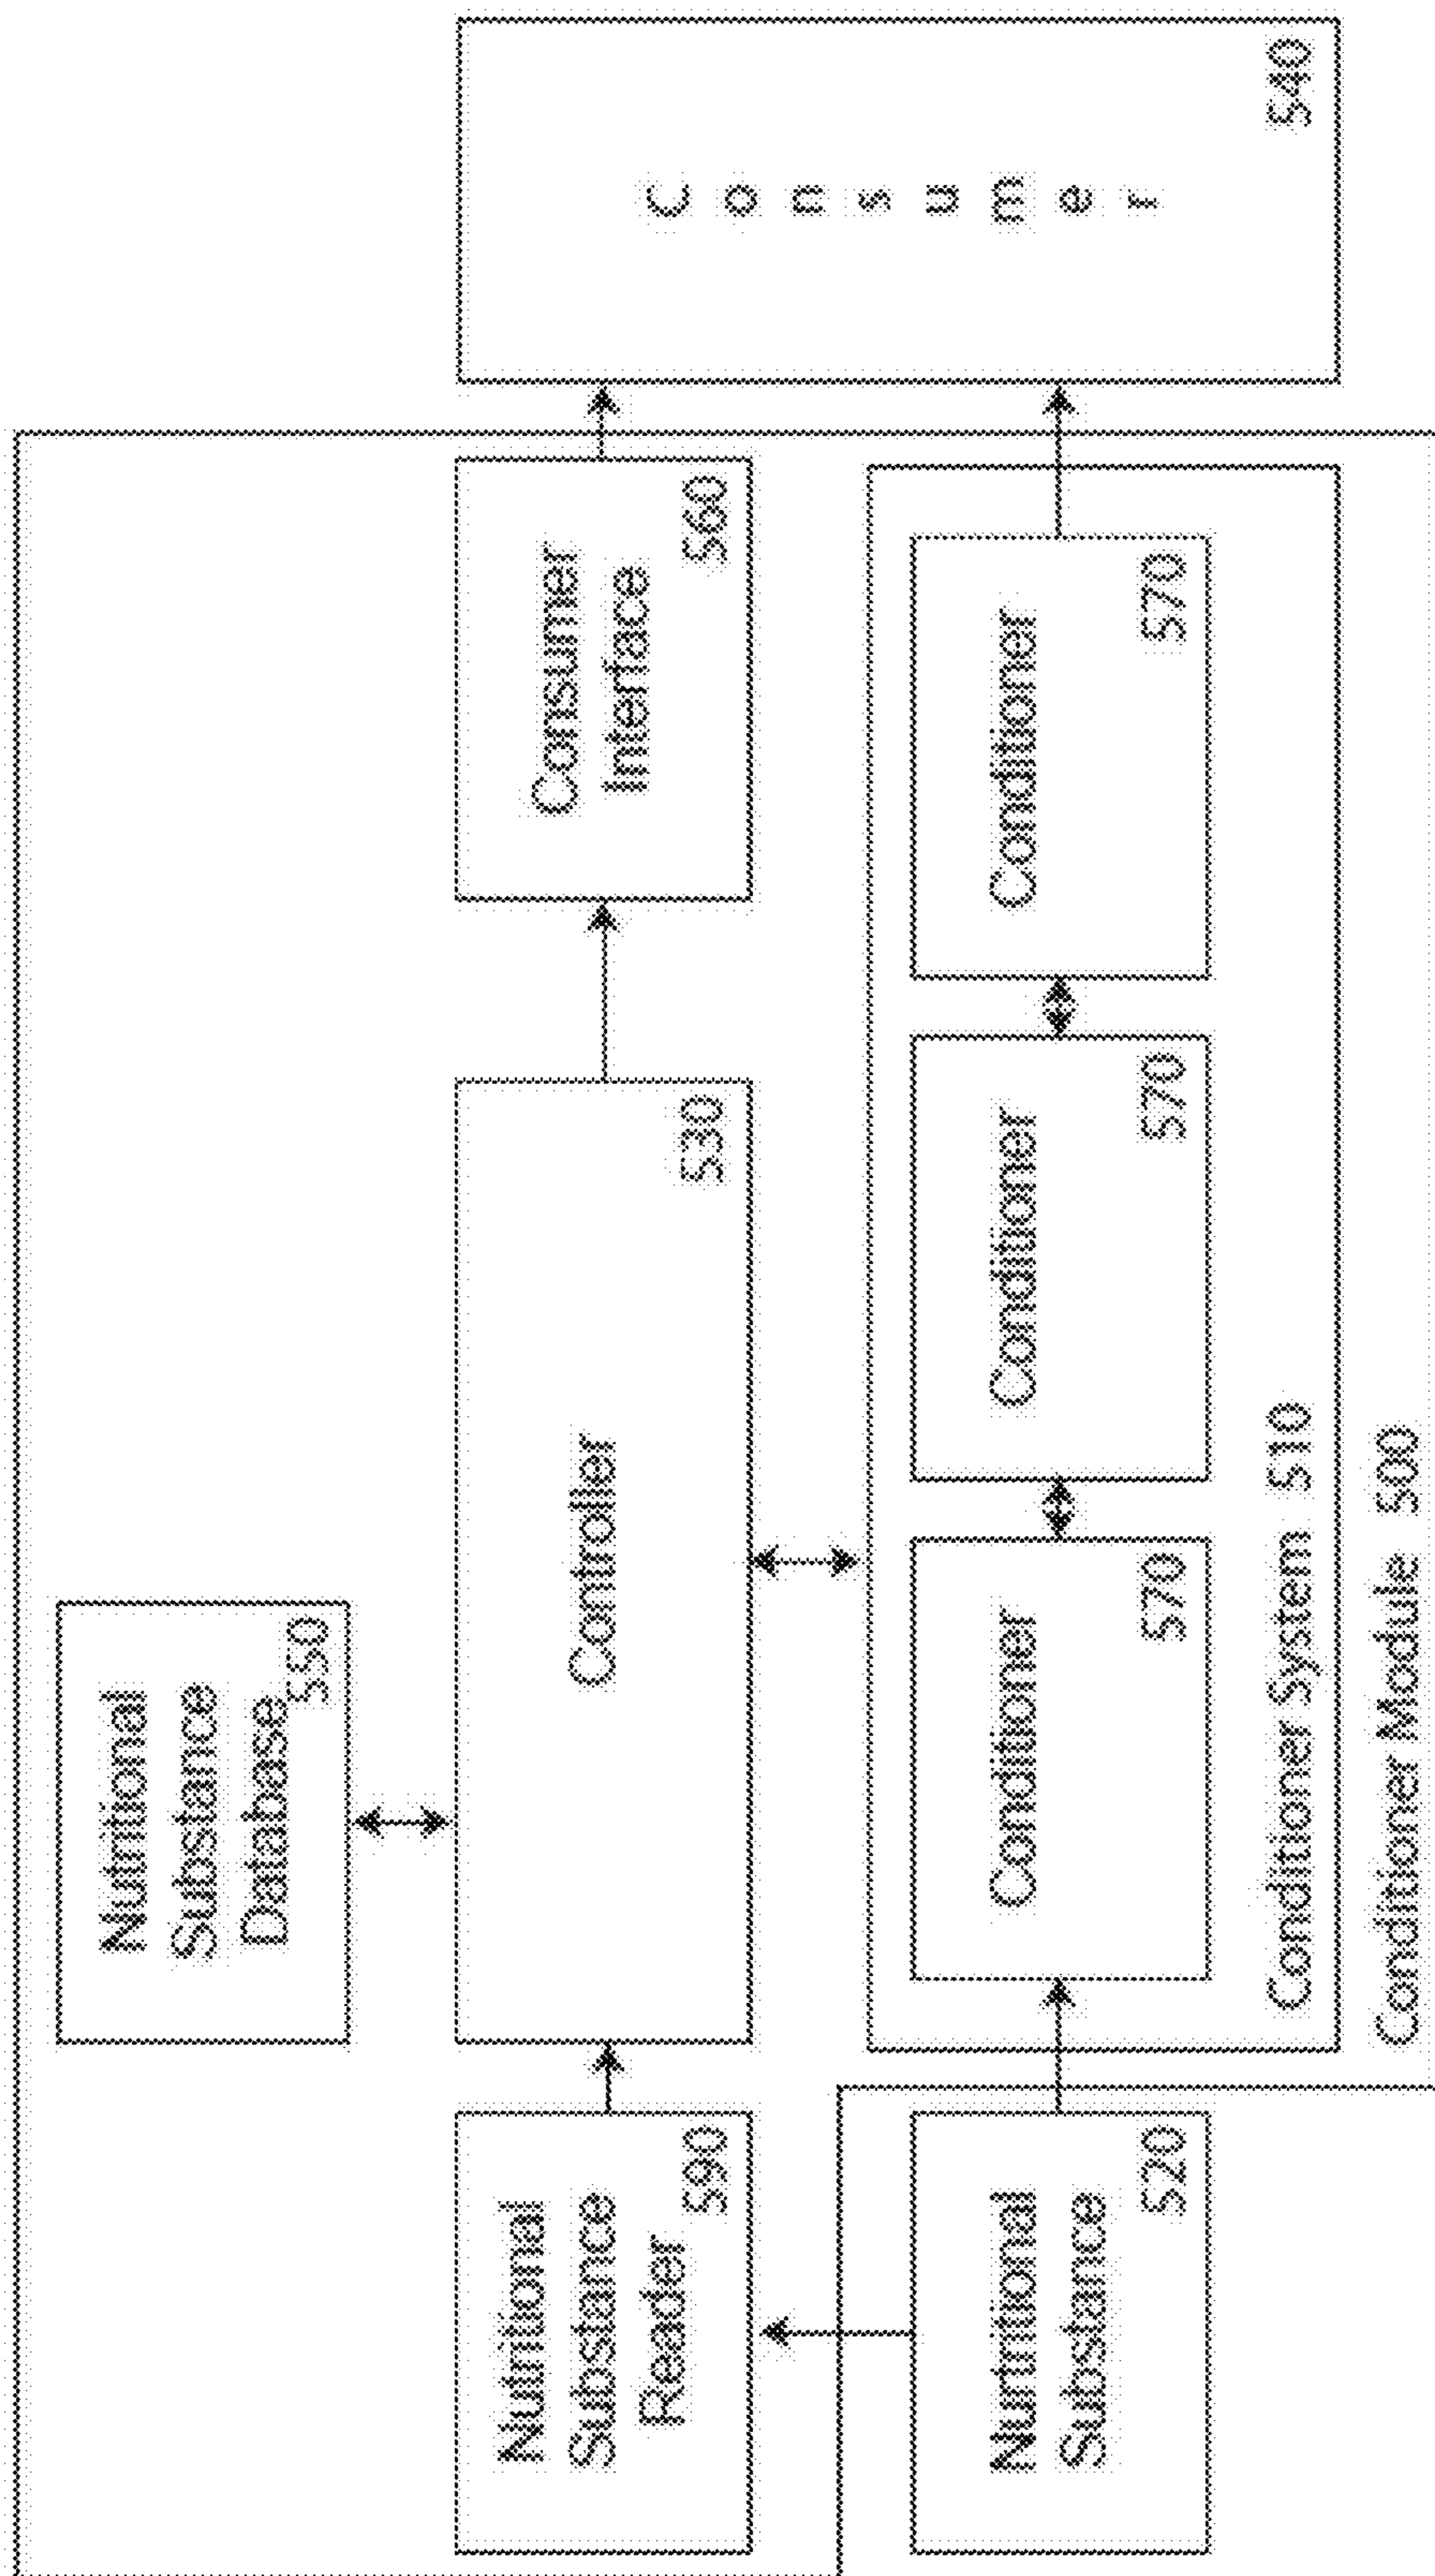 Nutritional
Substance
Database
550
Nutritional
Substance
Reader
590
Controller
530
Consumer
Interface
560
Consumer
540
Nutritional
Substance
520
Conditioner
570
Conditioner
570
Conditioner
570
Conditioner System 510
Conditioner Module 500